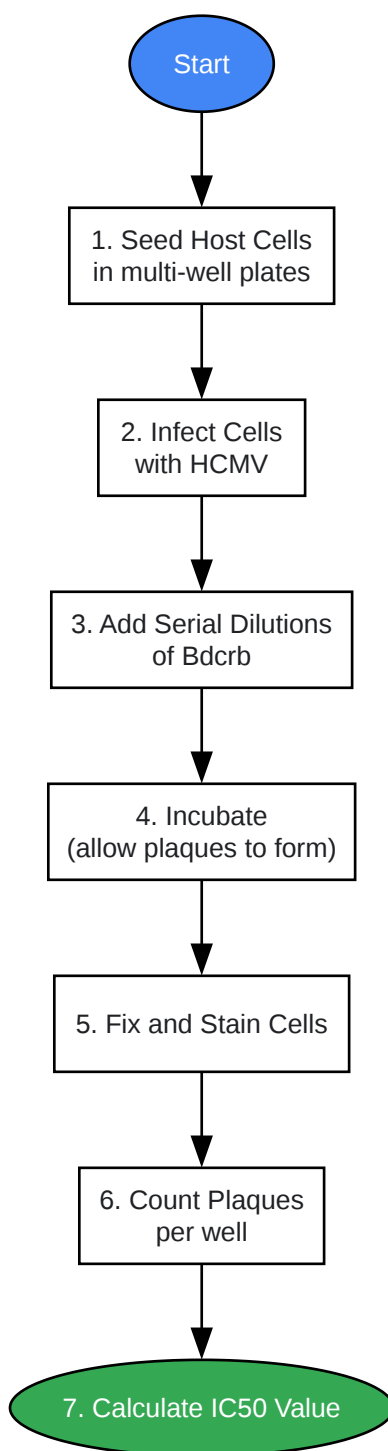 Start
1. Seed Host Cells
in multi-well plates
2. Infect Cells
with HCMV
3. Add Serial Dilutions
of Bdcrb
4. Incubate
(allow plaques to form)
5. Fix and Stain Cells
6. Count Plaques
per well
7. Calculate IC50 Value